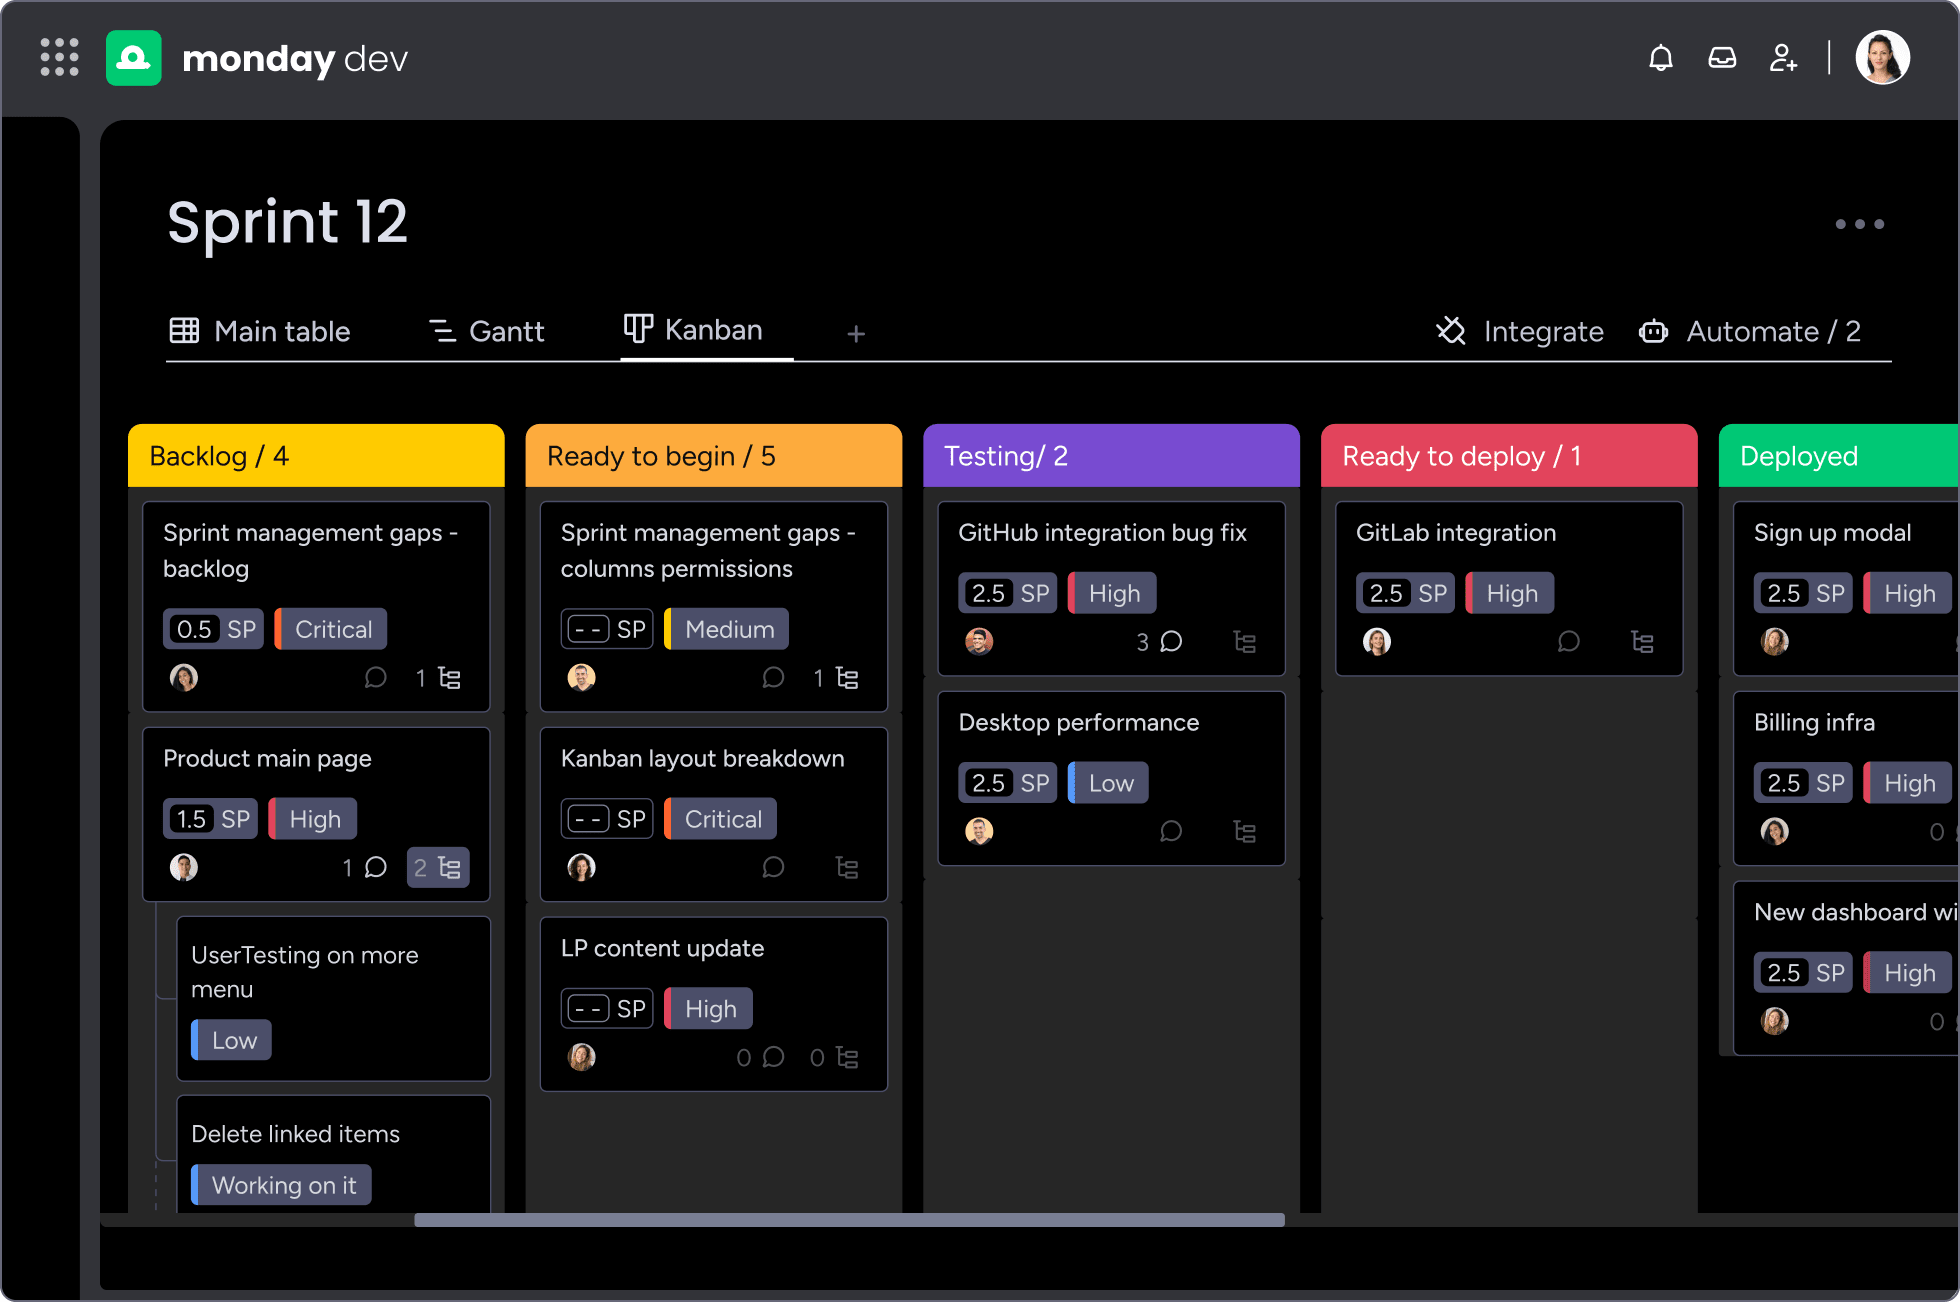 monday dev
Sprint 12
Main table
Gantt
Kanban
+
Integrate
Automate / 2
Backlog / 4
Sprint management gaps -
backlog
0.5 SP
Critical
1
Product main page
1.5 SP
High
1
2
UserTesting on more
menu
Low
Delete linked items
Working on it
Ready to begin / 5
Sprint management gaps -
columns permissions
- - SP
Medium
1
Kanban layout breakdown
- - SP
Critical
LP content update
- - SP
High
0
0
Testing/ 2
GitHub integration bug fix
2.5 SP
High
3
Desktop performance
2.5 SP
Low
Ready to deploy / 1
GitLab integration
2.5 SP
High
Deployed
Sign up modal
2.5 SP
High
Billing infra
2.5 SP
High
0
New dashboard wi
2.5 SP
High
0